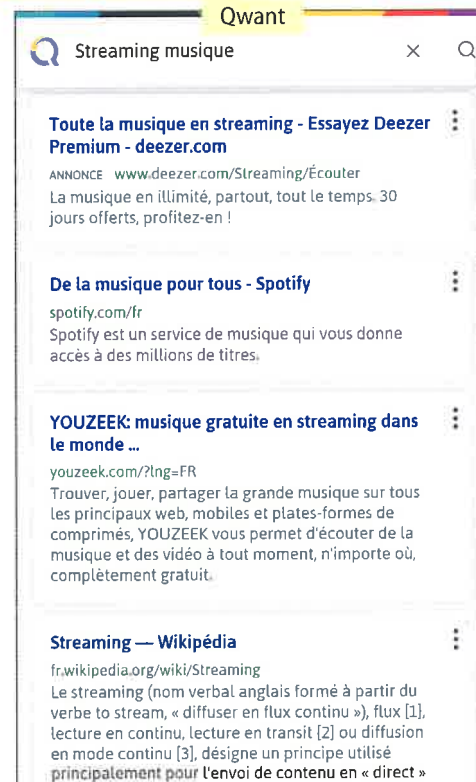 Qwant
Streaming musique
Toute la musique en streaming - Essayez Deezer
Premium - deezer.com
ANNONCE www.deezer.com/Streaming/Écouter
La musique en illimité, partout, tout le temps. 30
jours offerts, profitez-en !
De la musique pour tous - Spotify
spotify.com/fr
Spotify est un service de musique qui vous donne
accès à des millions de titres.
YOUZEEK: musique gratuite en streaming dans
le monde ...
youzeek.com/?lng=FR
Trouver, jouer, partager la grande musique sur tous
les principaux web, mobiles et plates-formes de
comprimés, YOUZEEK vous permet d'écouter de la
musique et des vidéo à tout moment, n'importe où,
complètement gratuit.
Streaming — Wikipédia
fr.wikipedia.org/wiki/Streaming
Le streaming (nom verbal anglais formé à partir du
verbe to stream, « diffuser en flux continu »), flux [1],
lecture en continu, lecture en transit [2] ou diffusion
en mode continu [3], désigne un principe utilisé
principalement pour l'envoi de contenu en « direct »